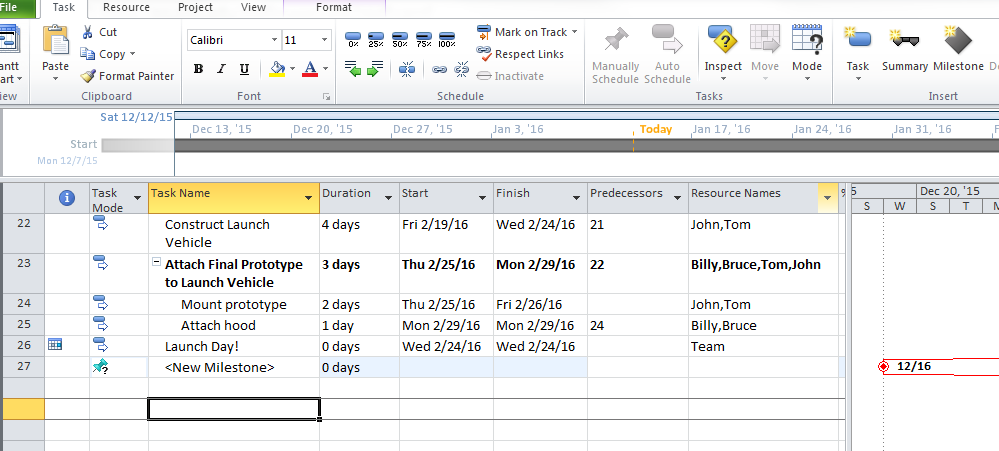 File Task Resource Project View Format
Cut
Copy
Format Painter
Paste
Clipboard
Calibri 11
B I U A
Font
0% 25% 50% 75% 100%
Mark on Track
Respect Links
Inactivate
Schedule
Manually Schedule
Auto Schedule
Inspect Move Mode
Tasks
Task Summary Milestone
Insert
Sat 12/12/15
Start
Mon 12/7/15
Dec 13, '15 Dec 20, '15 Dec 27, '15 Jan 3, '16 Today Jan 17, '16 Jan 24, '16 Jan 31, '16
Task Mode Task Name Duration Start Finish Predecessors Resource Names
Dec 20, '15
S W S T
22 Construct Launch Vehicle 4 days Fri 2/19/16 Wed 2/24/16 21 John,Tom
23 Attach Final Prototype to Launch Vehicle 3 days Thu 2/25/16 Mon 2/29/16 22 Billy,Bruce,Tom,John
24 Mount prototype 2 days Thu 2/25/16 Fri 2/26/16 John,Tom
25 Attach hood 1 day Mon 2/29/16 Mon 2/29/16 24 Billy,Bruce
26 Launch Day! 0 days Wed 2/24/16 Wed 2/24/16 Team
27 <New Milestone> 0 days
12/16